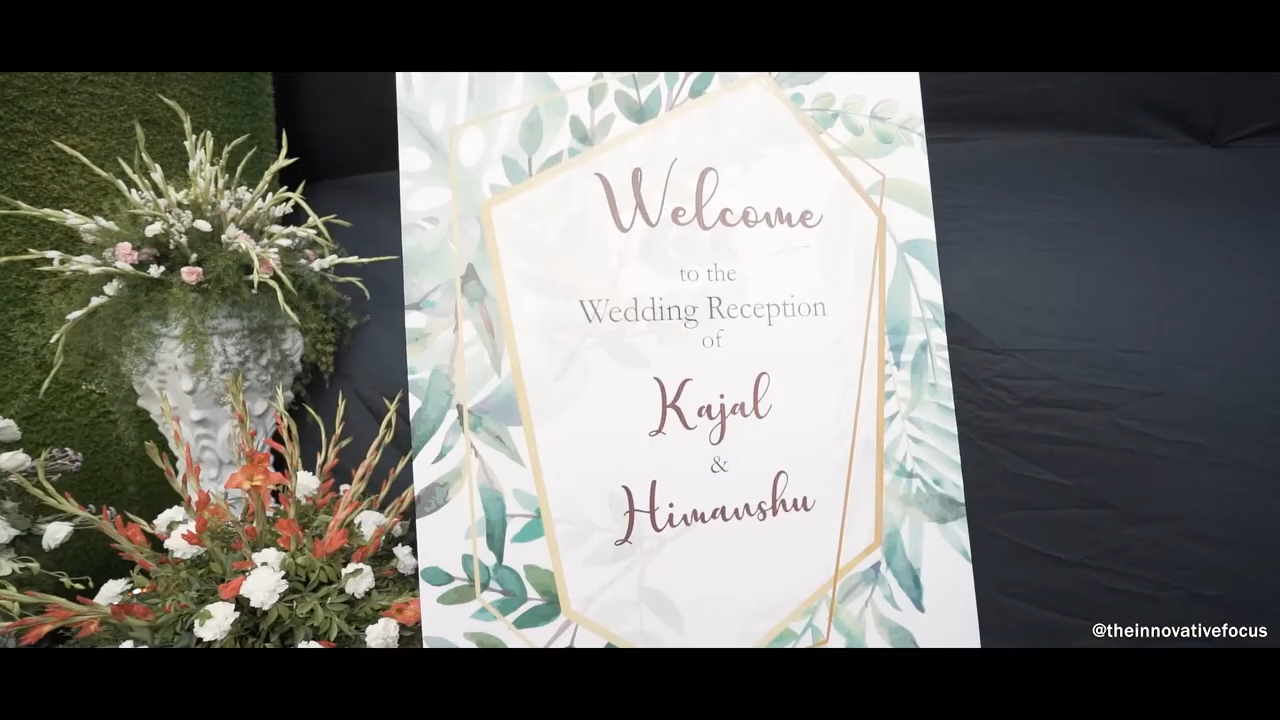 Welcome
to the
Wedding Reception
of
Kajal
&
Himanshu
@theinnovativefocus